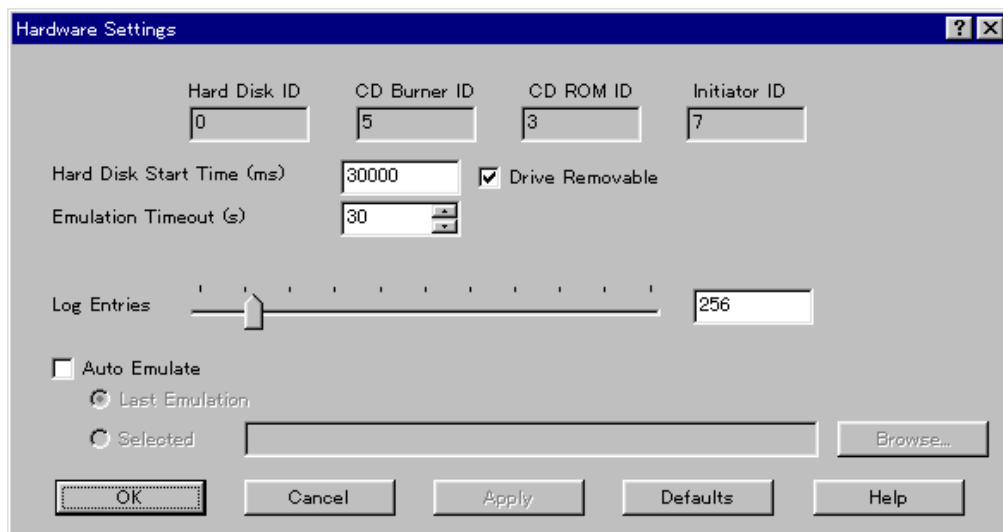 Hardware Settings
Hard Disk ID CD Burner ID CD ROM ID Initiator ID
0 5 3 7
Hard Disk Start Time (ms) 30000 Drive Removable
Emulation Timeout (s) 30
Log Entries 256
Auto Emulate
Last Emulation
Selected Browse...
OK Cancel Apply Defaults Help